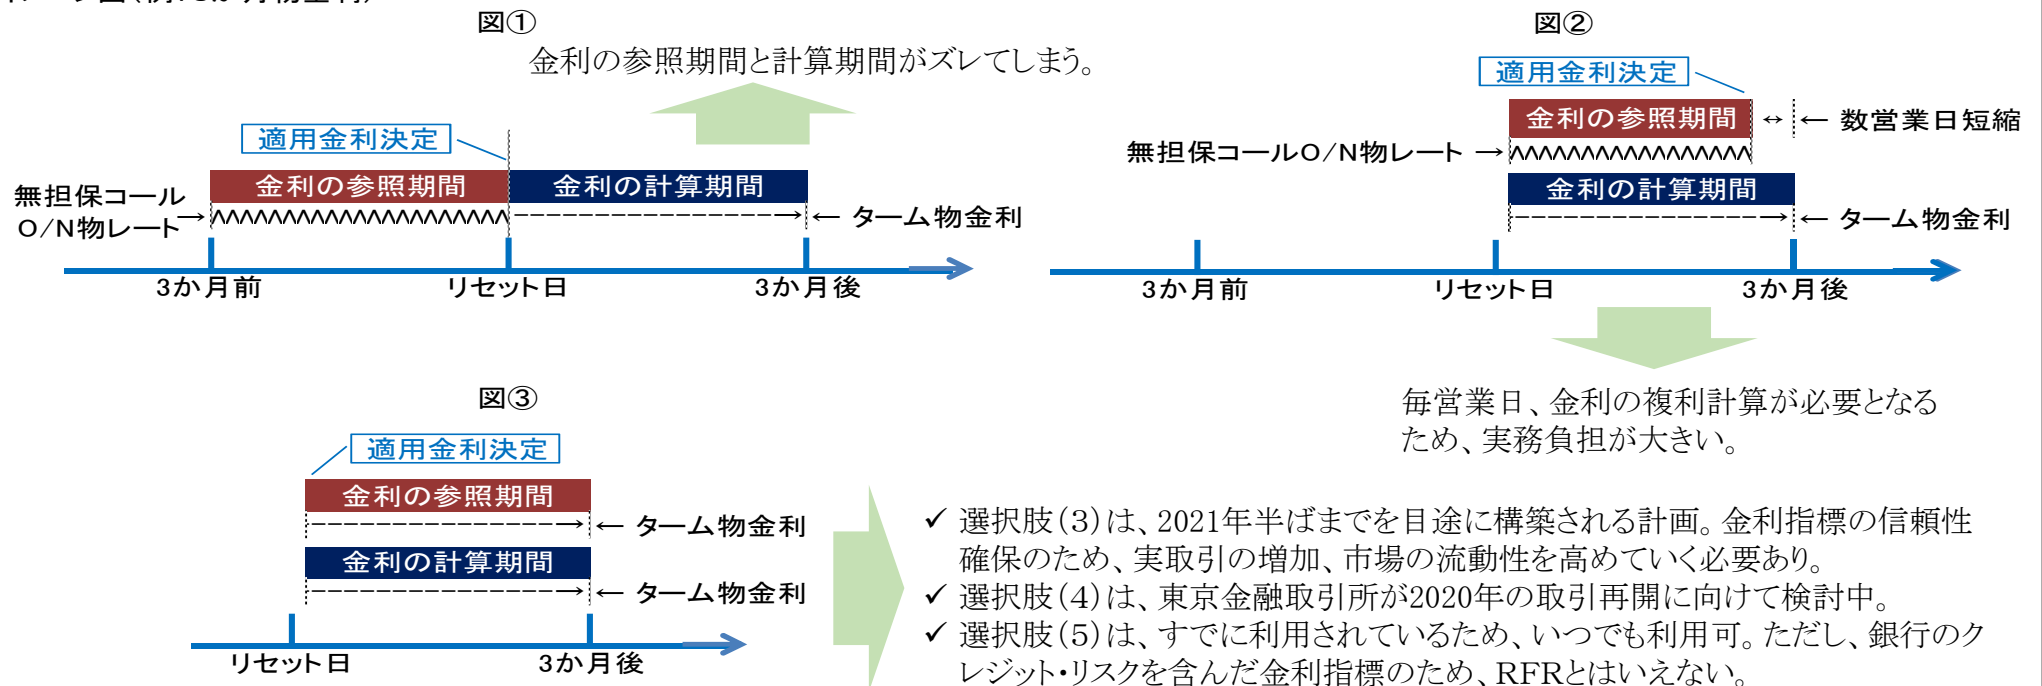 図①
金利の参照期間と計算期間がズレてしまう。
適用金利決定
金利の参照期間
金利の計算期間
無担保コール
O/N物レート→
← ターム物金利
3か月前
リセット日
3か月後
図②
適用金利決定
金利の参照期間
↔
← 数営業日短縮
無担保コールO/N物レート →
金利の計算期間
← ターム物金利
3か月前
リセット日
3か月後
毎営業日、金利の複利計算が必要となる
ため、実務負担が大きい。
図③
適用金利決定
金利の参照期間
← ターム物金利
金利の計算期間
← ターム物金利
リセット日
3か月後
✓ 選択肢(3)は、2021年半ばまでを目途に構築される計画。金利指標の信頼性
確保のため、実取引の増加、市場の流動性を高めていく必要あり。
✓ 選択肢(4)は、東京金融取引所が2020年の取引再開に向けて検討中。
✓ 選択肢(5)は、すでに利用されているため、いつでも利用可。ただし、銀行のク
レジット・リスクを含んだ金利指標のため、RFRとはいえない。